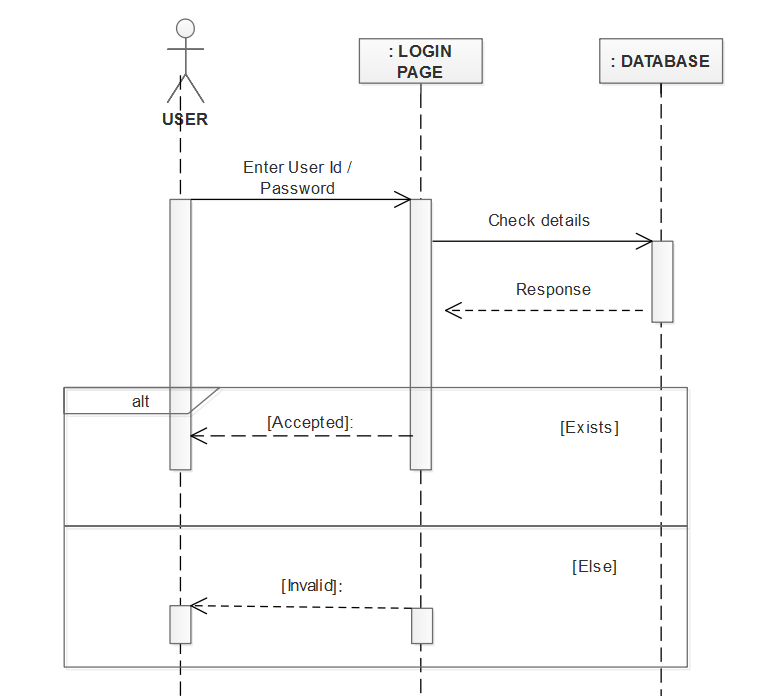 : LOGIN
PAGE
: DATABASE
USER
Enter User Id /
Password
Check details
Response
alt
[Accepted]:
[Exists]
[Else]
[Invalid]: